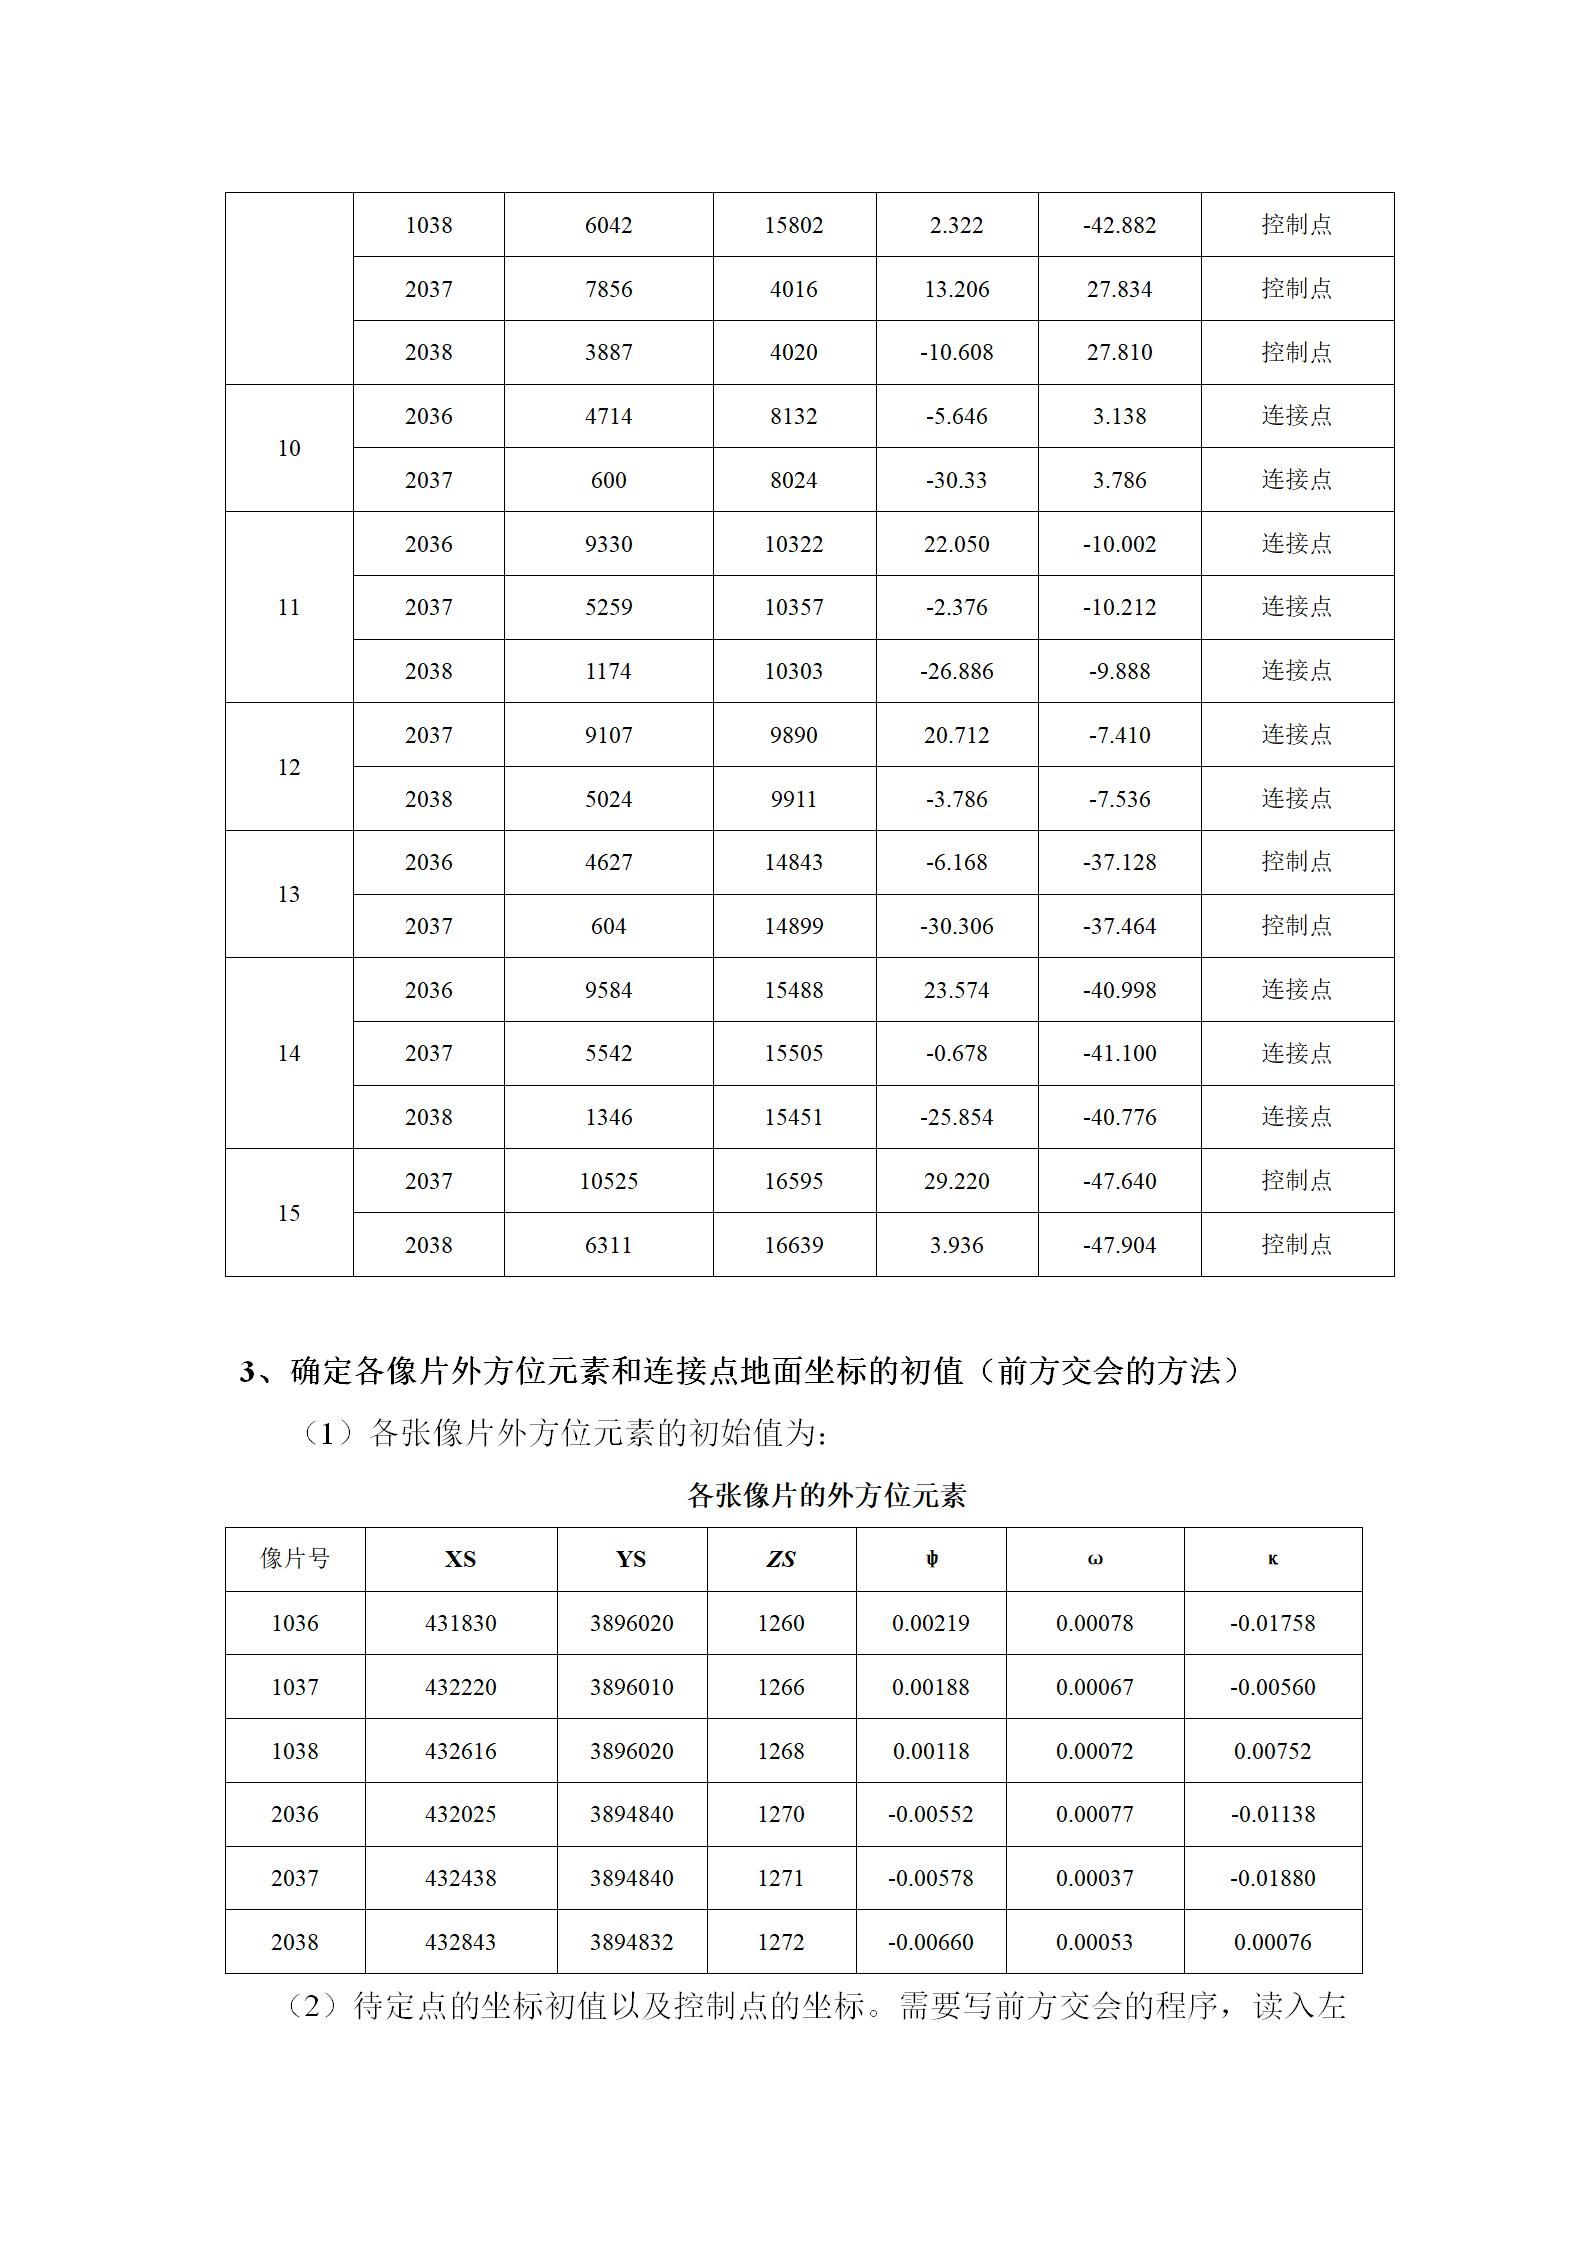 1038 6042 15802 2.322 -42.882 控制点
2037 7856 4016 13.206 27.834 控制点
2038 3887 4020 -10.608 27.810 控制点
10 2036 4714 8132 -5.646 3.138 连接点
2037 600 8024 -30.33 3.786 连接点
11 2036 9330 10322 22.050 -10.002 连接点
2037 5259 10357 -2.376 -10.212 连接点
2038 1174 10303 -26.886 -9.888 连接点
12 2037 9107 9890 20.712 -7.410 连接点
2038 5024 9911 -3.786 -7.536 连接点
13 2036 4627 14843 -6.168 -37.128 控制点
2037 604 14899 -30.306 -37.464 控制点
14 2036 9584 15488 23.574 -40.998 连接点
2037 5542 15505 -0.678 -41.100 连接点
2038 1346 15451 -25.854 -40.776 连接点
15 2037 10525 16595 29.220 -47.640 控制点
2038 6311 16639 3.936 -47.904 控制点
3、确定各像片外方位元素和连接点地面坐标的初值（前方交会的方法）
（1）各张像片外方位元素的初始值为：
各张像片的外方位元素
像片号 XS YS ZS ψ ω κ
1036 431830 3896020 1260 0.00219 0.00078 -0.01758
1037 432220 3896010 1266 0.00188 0.00067 -0.00560
1038 432616 3896020 1268 0.00118 0.00072 0.00752
2036 432025 3894840 1270 -0.00552 0.00077 -0.01138
2037 432438 3894840 1271 -0.00578 0.00037 -0.01880
2038 432843 3894832 1272 -0.00660 0.00053 0.00076
（2）待定点的坐标初值以及控制点的坐标。需要写前方交会的程序，读入左